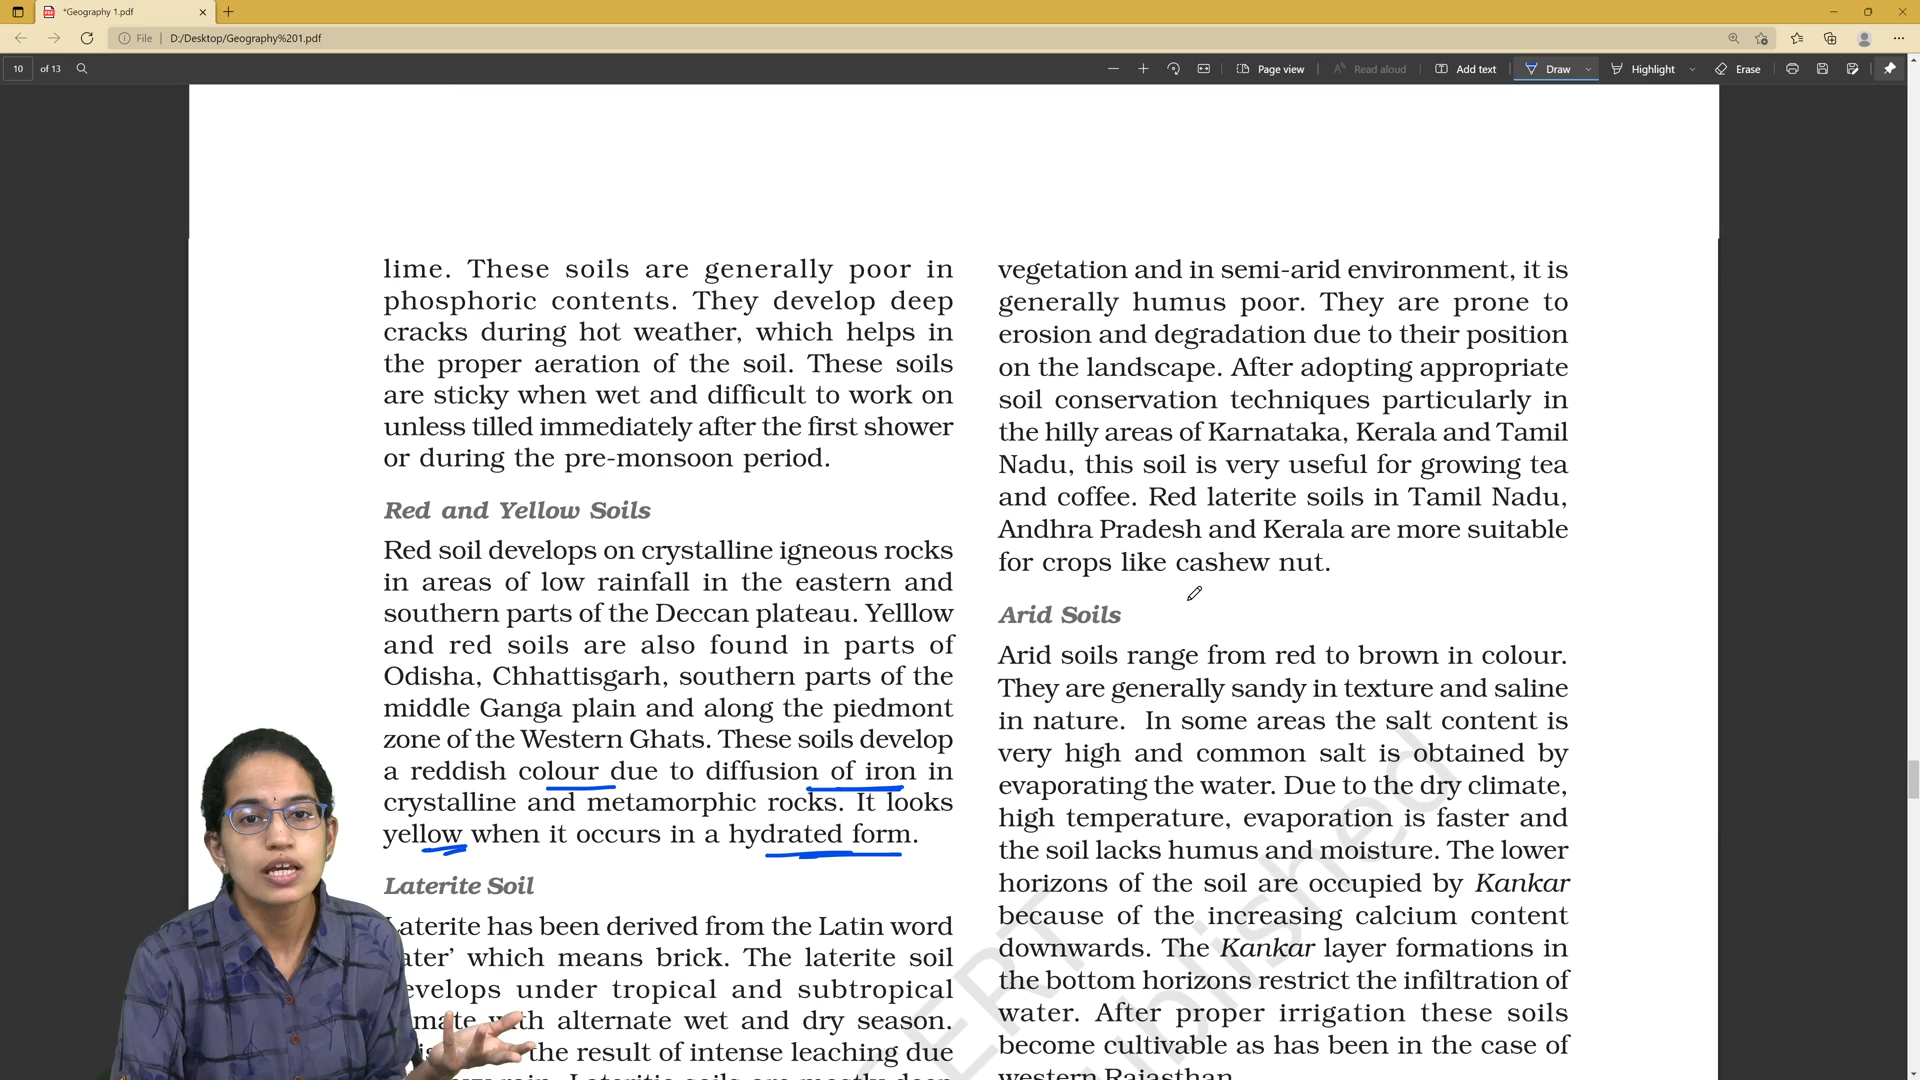 *Geography 1.pdf
File
D:/Desktop/Geography%201.pdf
10 of 13
Page view
Read aloud
Add text
Draw
Highlight
Erase
lime. These soils are generally poor in
phosphoric contents. They develop deep
cracks during hot weather, which helps in
the proper aeration of the soil. These soils
are sticky when wet and difficult to work on
unless tilled immediately after the first shower
or during the pre-monsoon period.
Red and Yellow Soils
Red soil develops on crystalline igneous rocks
in areas of low rainfall in the eastern and
southern parts of the Deccan plateau. Yelllow
and red soils are also found in parts of
Odisha, Chhattisgarh, southern parts of the
middle Ganga plain and along the piedmont
zone of the Western Ghats. These soils develop
a reddish colour due to diffusion of iron in
crystalline and metamorphic rocks. It looks
yellow when it occurs in a hydrated form.
Laterite Soil
Laterite has been derived from the Latin word
ater’ which means brick. The laterite soil
evelops under tropical and subtropical
mate with alternate wet and dry season.
the result of intense leaching due
rain. Lateritic soils are mostly deep
vegetation and in semi-arid environment, it is
generally humus poor. They are prone to
erosion and degradation due to their position
on the landscape. After adopting appropriate
soil conservation techniques particularly in
the hilly areas of Karnataka, Kerala and Tamil
Nadu, this soil is very useful for growing tea
and coffee. Red laterite soils in Tamil Nadu,
Andhra Pradesh and Kerala are more suitable
for crops like cashew nut.
Arid Soils
Arid soils range from red to brown in colour.
They are generally sandy in texture and saline
in nature. In some areas the salt content is
very high and common salt is obtained by
evaporating the water. Due to the dry climate,
high temperature, evaporation is faster and
the soil lacks humus and moisture. The lower
horizons of the soil are occupied by Kankar
because of the increasing calcium content
downwards. The Kankar layer formations in
the bottom horizons restrict the infiltration of
water. After proper irrigation these soils
become cultivable as has been in the case of
western Rajasthan.